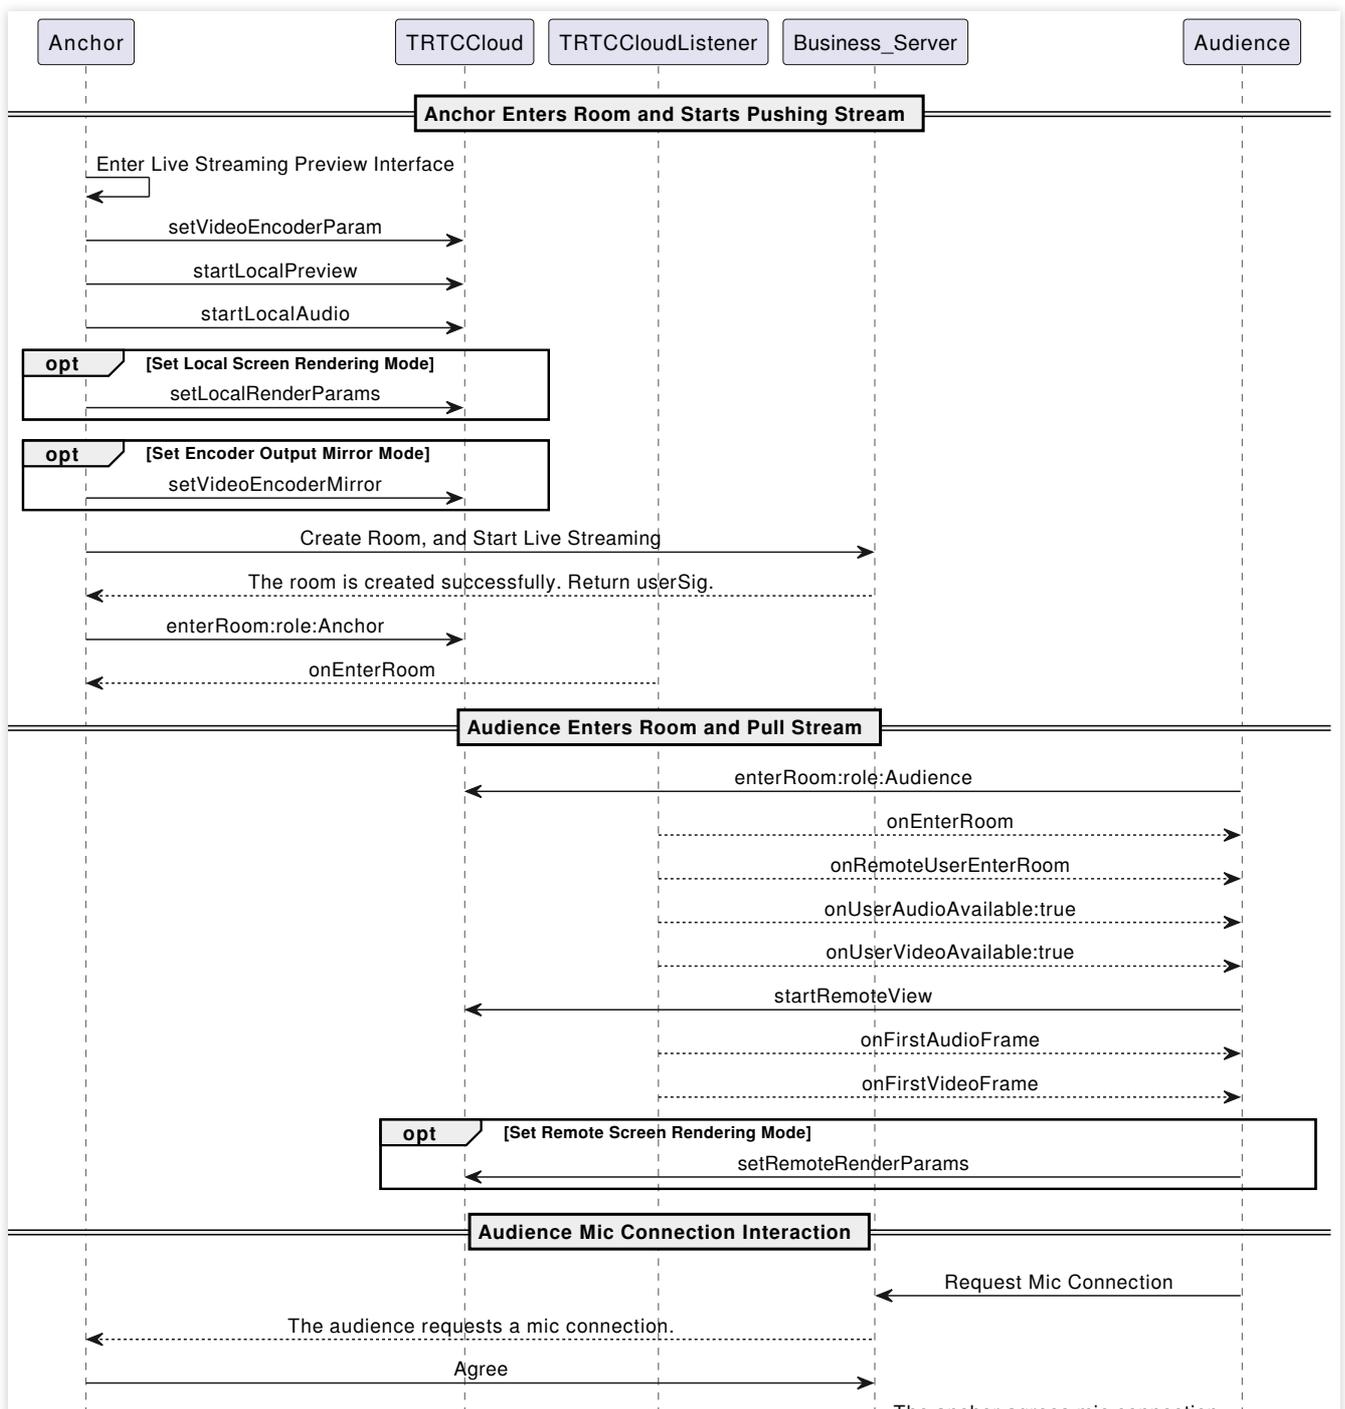 Anchor
TRTCCloud
TRTCCloudListener
Business_Server
Audience
Anchor Enters Room and Starts Pushing Stream
Enter Live Streaming Preview Interface
setVideoEncoderParam
startLocalPreview
startLocalAudio
opt [Set Local Screen Rendering Mode]
setLocalRenderParams
opt [Set Encoder Output Mirror Mode]
setVideoEncoderMirror
Create Room, and Start Live Streaming
The room is created successfully. Return userSig.
enterRoom:role:Anchor
onEnterRoom
Audience Enters Room and Pull Stream
enterRoom:role:Audience
onEnterRoom
onRemoteUserEnterRoom
onUserAudioAvailable:true
onUserVideoAvailable:true
startRemoteView
onFirstAudioFrame
onFirstVideoFrame
opt [Set Remote Screen Rendering Mode]
setRemoteRenderParams
Audience Mic Connection Interaction
Request Mic Connection
The audience requests a mic connection.
Agree